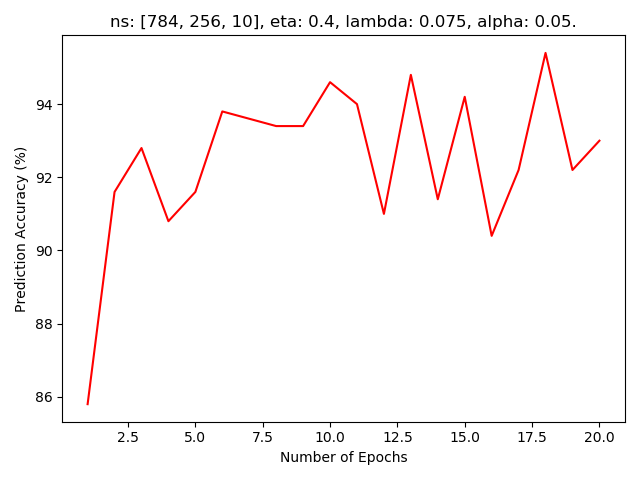 ns: [784, 256, 10], eta: 0.4, lambda: 0.075, alpha: 0.05.
Prediction Accuracy (%)
94
92
90
88
86
2.5 5.0 7.5 10.0 12.5 15.0 17.5 20.0
Number of Epochs